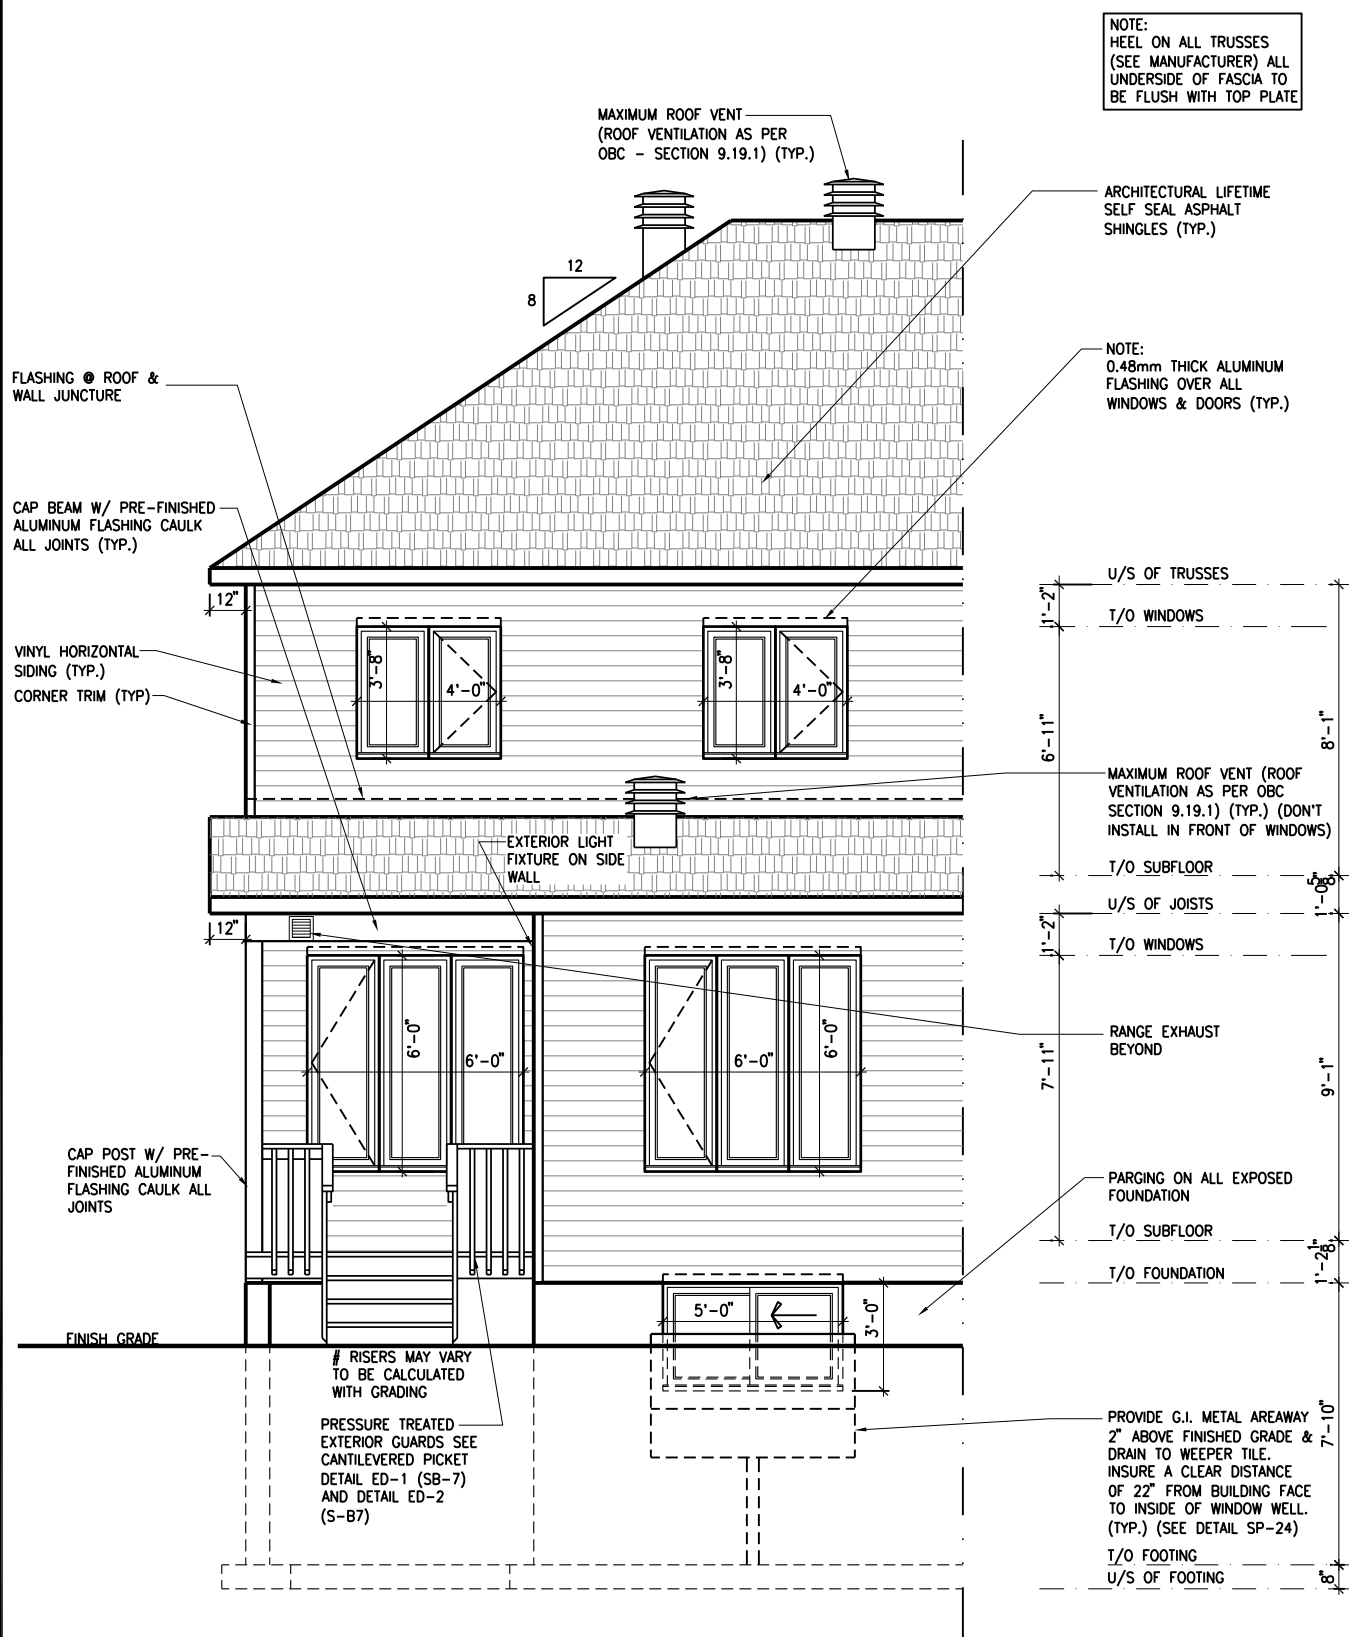 NOTE:
HEEL ON ALL TRUSSES
(SEE MANUFACTURER) ALL
UNDERSIDE OF FASCIA TO
BE FLUSH WITH TOP PLATE
MAXIMUM ROOF VENT
(ROOF VENTILATION AS PER
OBC - SECTION 9.19.1) (TYP.)
ARCHITECTURAL LIFETIME
SELF SEAL ASPHALT
SHINGLES (TYP.)
12
8
NOTE:
0.48mm THICK ALUMINUM
FLASHING OVER ALL
WINDOWS & DOORS (TYP.)
FLASHING @ ROOF &
WALL JUNCTURE
CAP BEAM W/ PRE-FINISHED
ALUMINUM FLASHING CAULK
ALL JOINTS (TYP.)
U/S OF TRUSSES
12"
1'-2"
T/O WINDOWS
VINYL HORIZONTAL
SIDING (TYP.)
CORNER TRIM (TYP)
3'-8"
4'-0"
3'-8"
4'-0"
6'-11"
8'-1"
MAXIMUM ROOF VENT (ROOF
VENTILATION AS PER OBC
SECTION 9.19.1) (TYP.) (DON'T
INSTALL IN FRONT OF WINDOWS)
EXTERIOR LIGHT
FIXTURE ON SIDE
WALL
T/O SUBFLOOR
1'-0 5/8"
U/S OF JOISTS
12"
1'-2"
T/O WINDOWS
RANGE EXHAUST
BEYOND
6'-0"
6'-0"
6'-0"
6'-0"
7'-11"
9'-1"
CAP POST W/ PRE-
FINISHED ALUMINUM
FLASHING CAULK ALL
JOINTS
PARGING ON ALL EXPOSED
FOUNDATION
T/O SUBFLOOR
1'-2 1/8"
T/O FOUNDATION
5'-0"
3'-0"
FINISH GRADE
# RISERS MAY VARY
TO BE CALCULATED
WITH GRADING
PRESSURE TREATED
EXTERIOR GUARDS SEE
CANTILEVERED PICKET
DETAIL ED-1 (SB-7)
AND DETAIL ED-2
(S-B7)
PROVIDE G.I. METAL AREAWAY
2" ABOVE FINISHED GRADE &
DRAIN TO WEEPER TILE.
INSURE A CLEAR DISTANCE
OF 22" FROM BUILDING FACE
TO INSIDE OF WINDOW WELL.
(TYP.) (SEE DETAIL SP-24)
7'-10"
T/O FOOTING
U/S OF FOOTING
8"